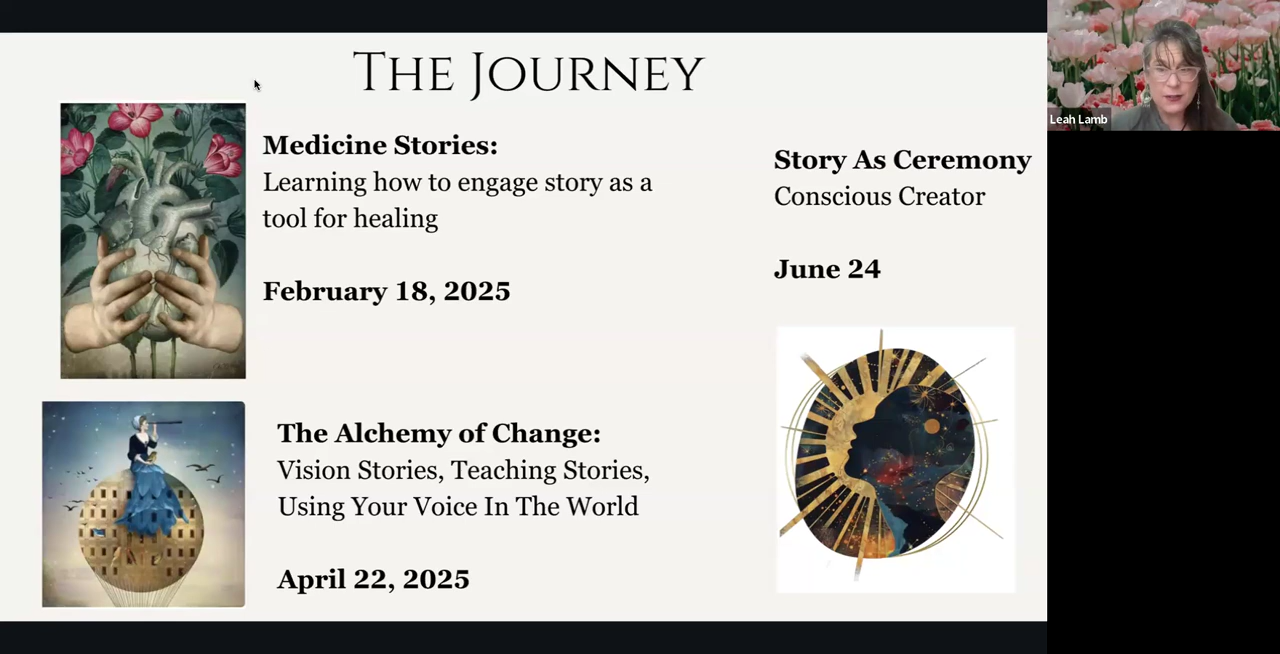 THE JOURNEY
Medicine Stories:
Learning how to engage story as a
tool for healing
February 18, 2025
The Alchemy of Change:
Vision Stories, Teaching Stories,
Using Your Voice In The World
April 22, 2025
Story As Ceremony
Conscious Creator
June 24
Leah Lamb